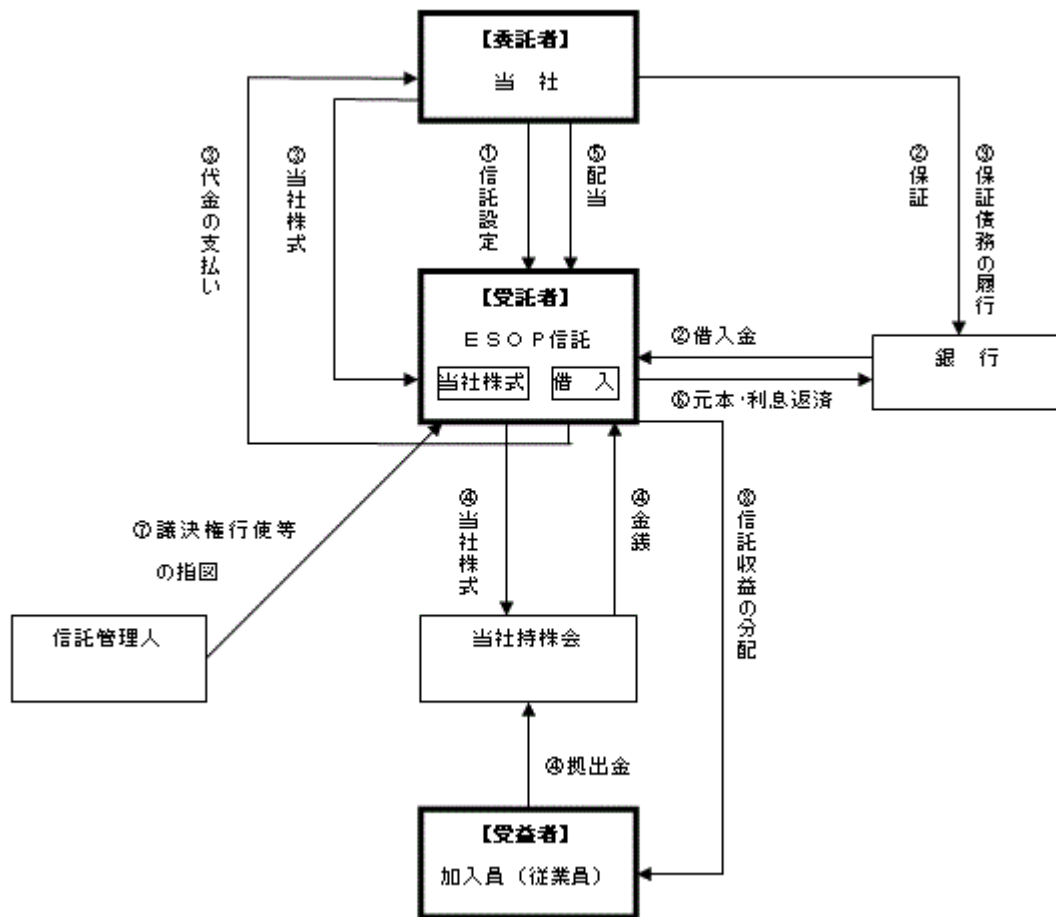 【委託者】
当　社
③代金の支払い
③当社株式
①信託設定
⑤配当
②保証
⑨保証債務の履行
【受託者】
ＥＳＯＰ信託
当社株式
借　入
②借入金
⑥元本・利息返済
銀　行
⑦議決権行使等
の指図
④当社株式
④金銭
⑧信託収益の分配
信託管理人
当社持株会
④拠出金
【受益者】
加入員（従業員）